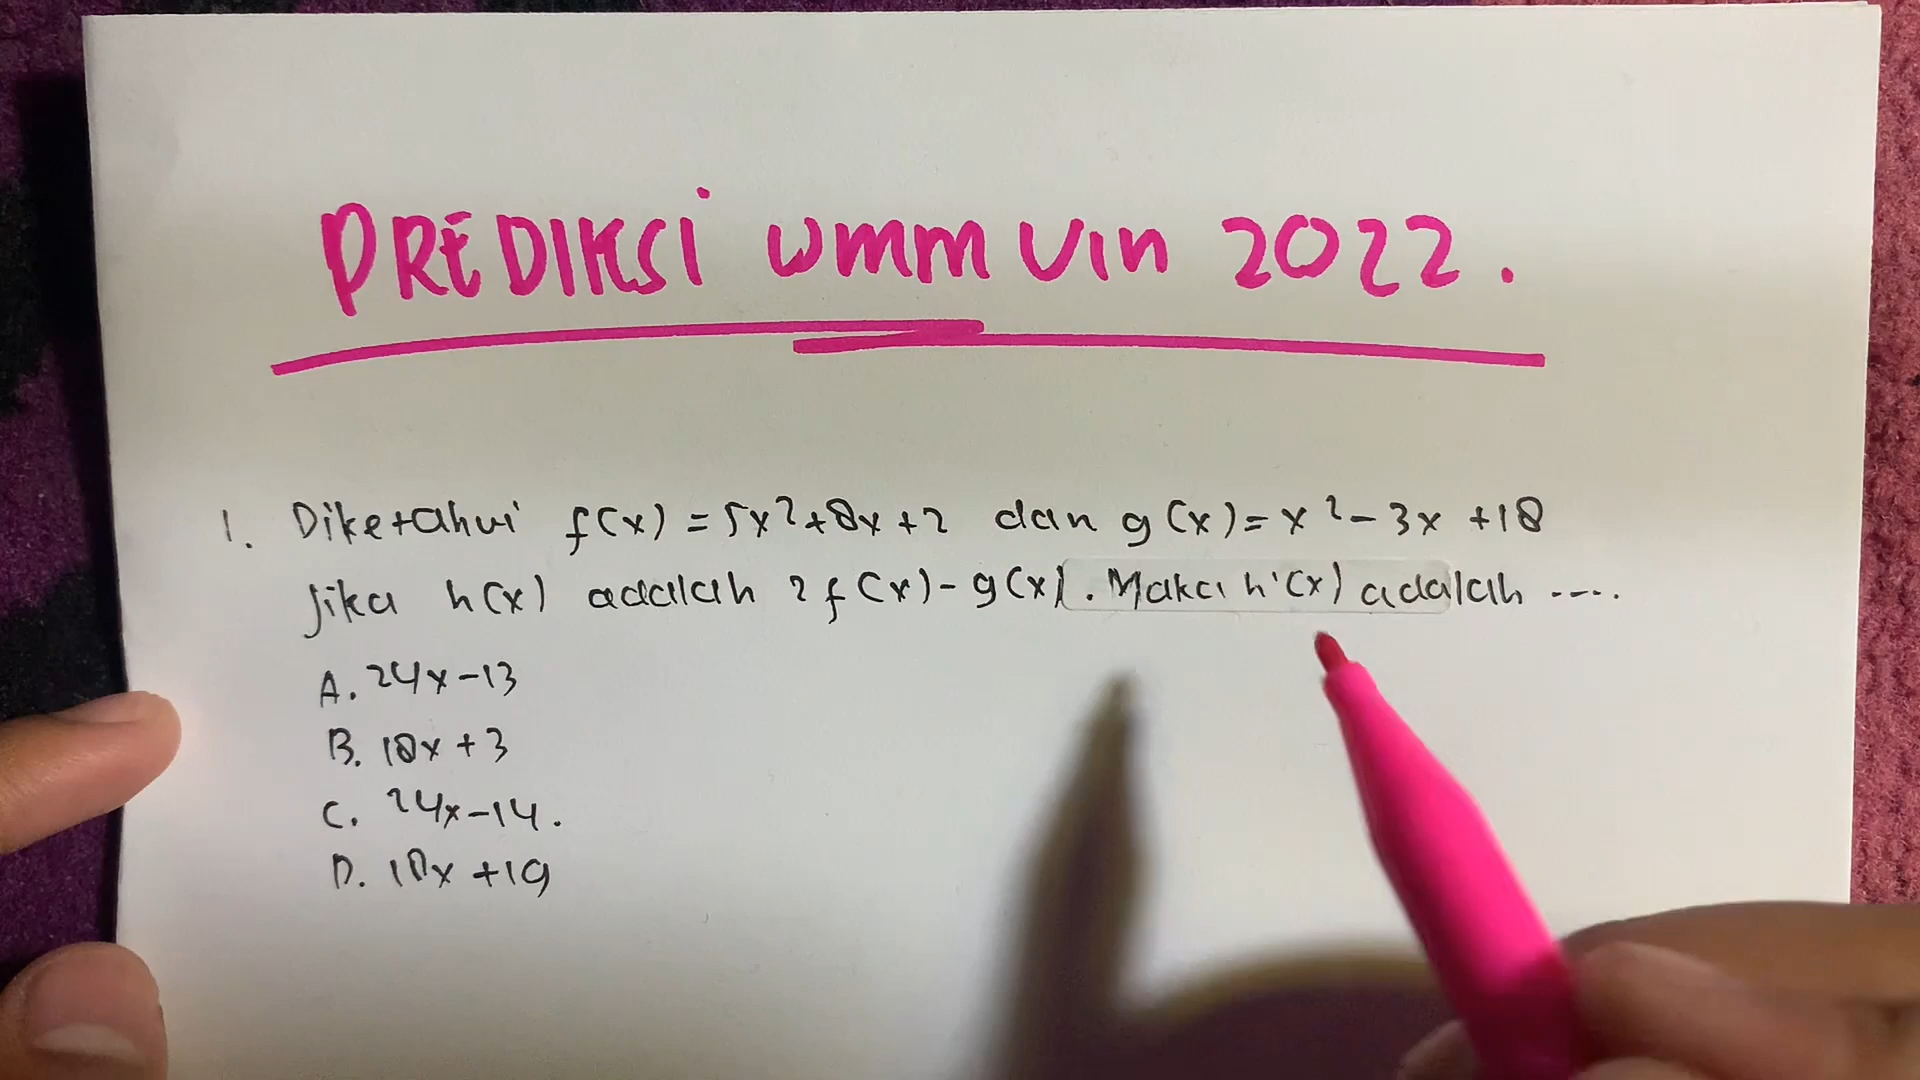 PREDIKSI UMM UIN 2022.
1. Diketahui f(x) = 5x²+8x+2 dan g(x)= x²-3x+18
Jika h(x) adalah 2f(x)-g(x). Maka h'(x) adalah ....
A. 24x-13
B. 18x+3
C. 24x-14.
D. 18x+19